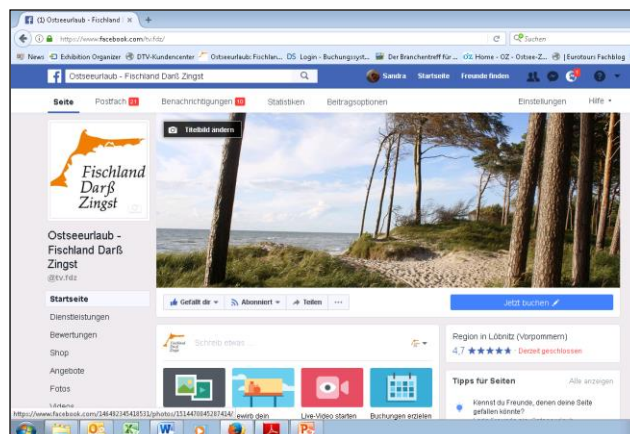 (1) Ostseeurlaub - Fischland
https://www.facebook.com/tv.fdz/
Suchen
News Exhibition Organizer DTV-Kundencenter Ostseeurlaub: Fischlan... DS Login - Buchungssyst... Der Branchentreff für ... Home - OZ - Ostsee-Z... Eurotours Fachblog
Ostseeurlaub - Fischland Darß Zingst
Sandra Startseite Freunde finden
Seite Postfach 21 Benachrichtigungen Statistiken Beitragsoptionen Einstellungen Hilfe
Titelbild ändern
Fischland
Darß
Zingst
Ostseeurlaub -
Fischland Darß
Zingst
@tv.fdz
Gefällt dir Abonniert Teilen ...
Jetzt buchen
Startseite
Dienstleistungen
Bewertungen
Shop
Angebote
Fotos
Videos
Schreib etwas ...
Live-Video starten
Buchungen erzielen
Region in Löbnitz (Vorpommern)
4,7 ★★★★★ · Derzeit geschlossen
Tipps für Seiten Alle anzeigen
Kennst du Freunde, denen deine Seite
gefallen könnte?